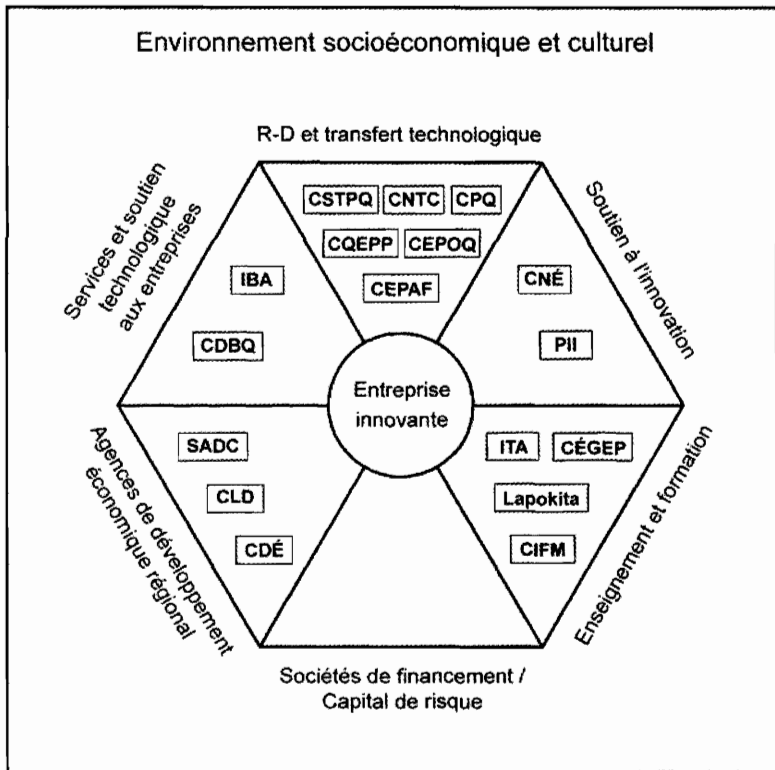 Environnement socioéconomique et culturel
R-D et transfert technologique
Services et soutien
technologique
aux entreprises
Soutien à l'innovation
CSTPQ CNTC CPQ
CQEPP CEPOQ
CEPAF
IBA
CDBQ
CNÉ
PII
Entreprise
innovante
SADC
CLD
CDÉ
ITA CÉGEP
Lapokita
CIFM
Agences de développement
économique régional
Enseignement et formation
Sociétés de financement /
Capital de risque